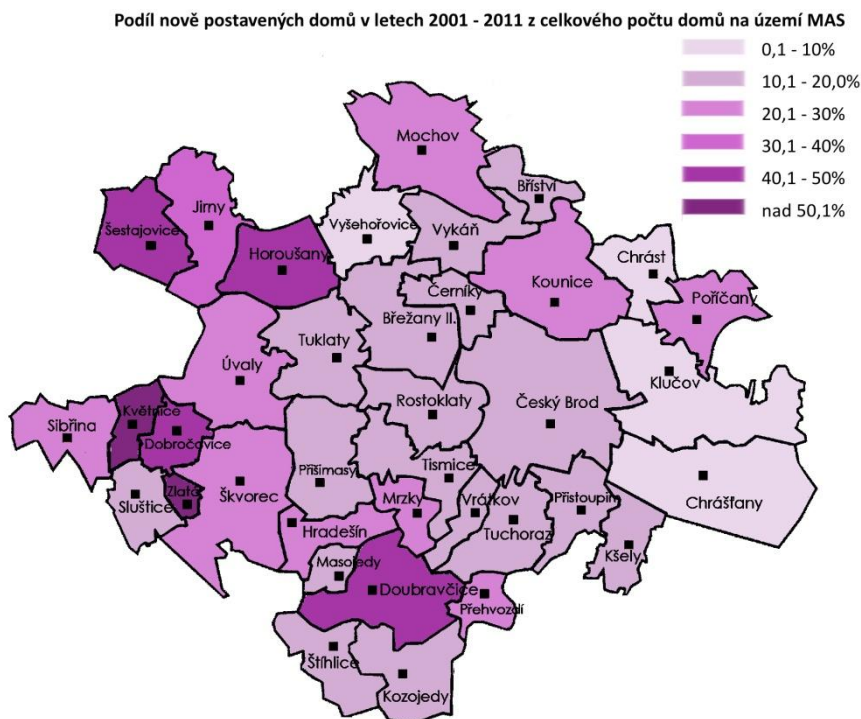 Podíl nově postavených domů v letech 2001 - 2011 z celkového počtu domů na území MAS
0,1 - 10%
10,1 - 20,0%
20,1 - 30%
30,1 - 40%
40,1 - 50%
nad 50,1%
Mochov
Bříství
Jirny
Šestajovice
Vyšehořovice
Vykáň
Horoušany
Chrást
Kounice
Černíky
Poříčany
Břežany II.
Tuklaty
Úvaly
Klučov
Rostoklaty
Český Brod
Květnice
Sibřina
Dobročovice
Tismice
Přišimasy
Chrášťany
Škvorec
Zlatá
Mrzky
Sluštice
Vrátkov
Přistoupim
Hradešín
Tuchoraz
Kšely
Masojedy
Doubravčice
Přehvozdí
Štíhlice
Kozojedy